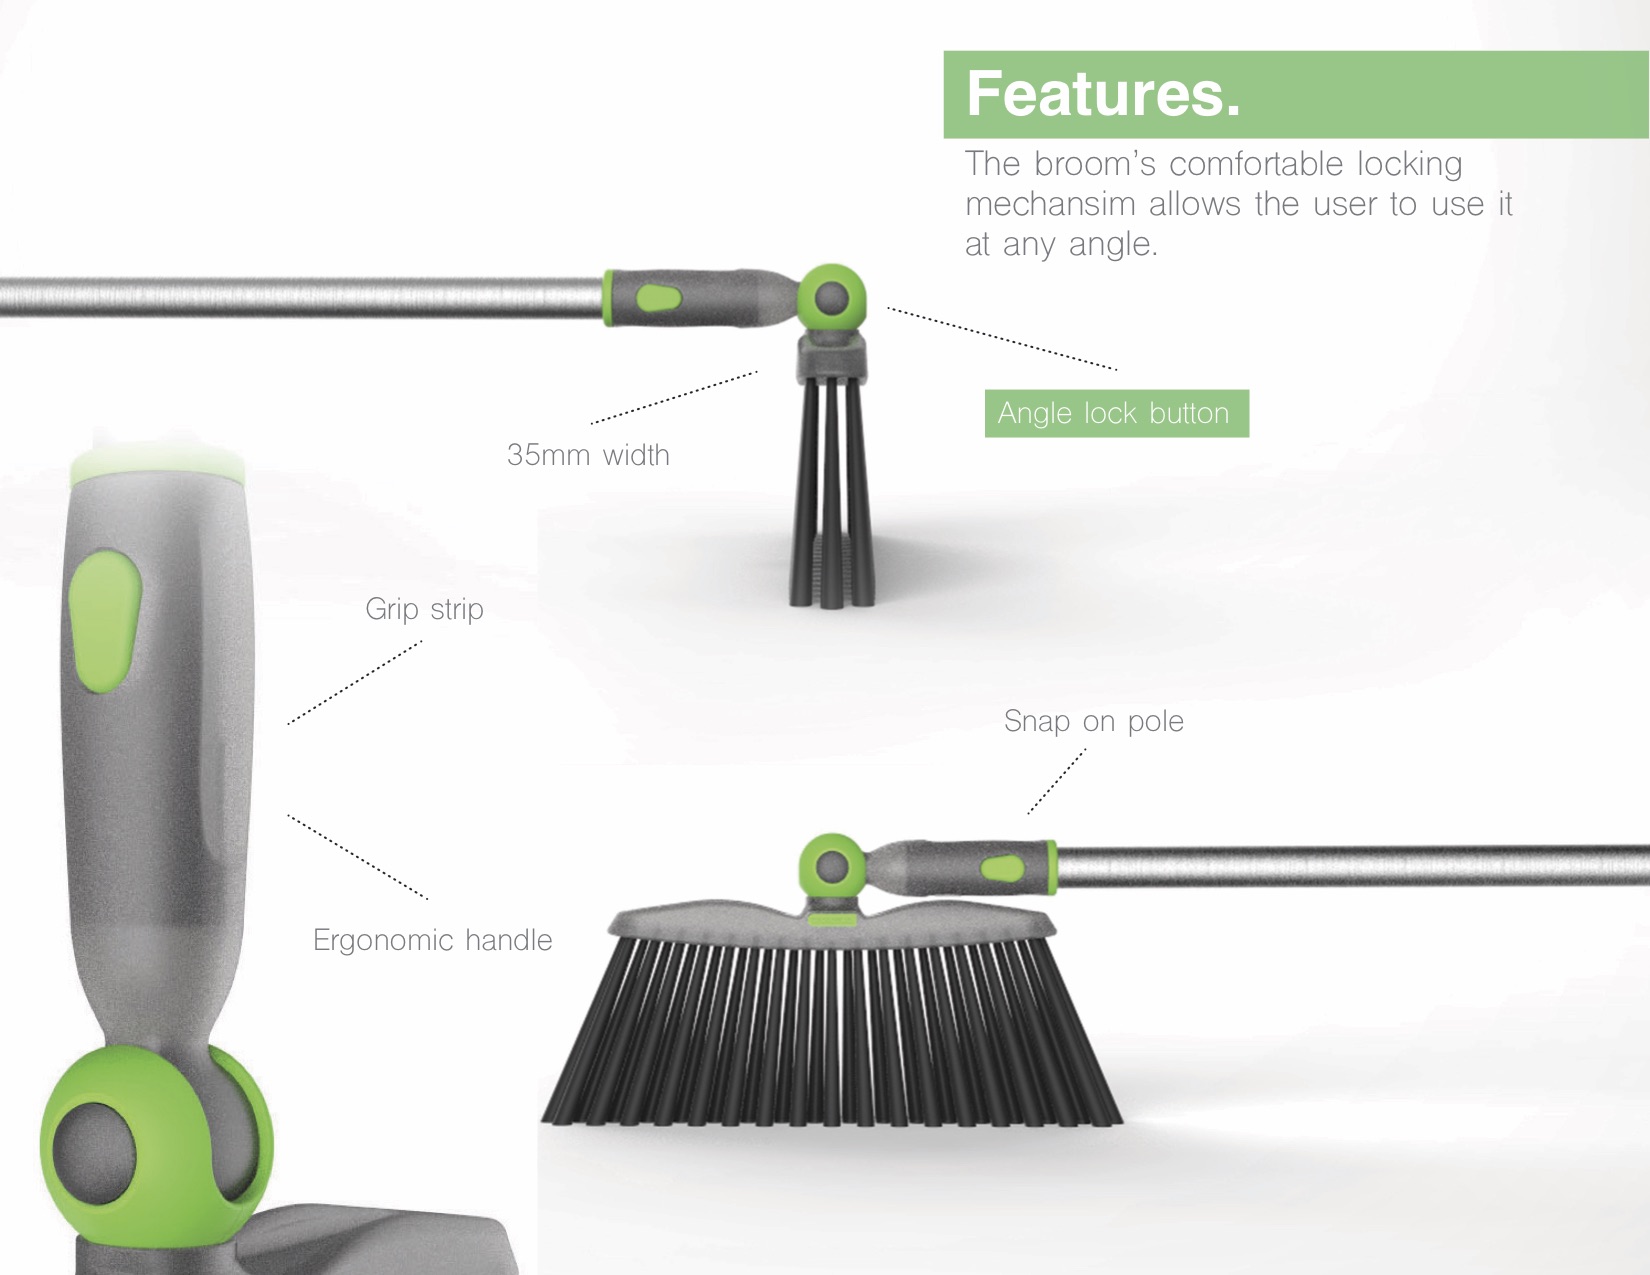 Features.
The broom's comfortable locking
mechansim allows the user to use it
at any angle.
Angle lock button
35mm width
Grip strip
Snap on pole
Ergonomic handle